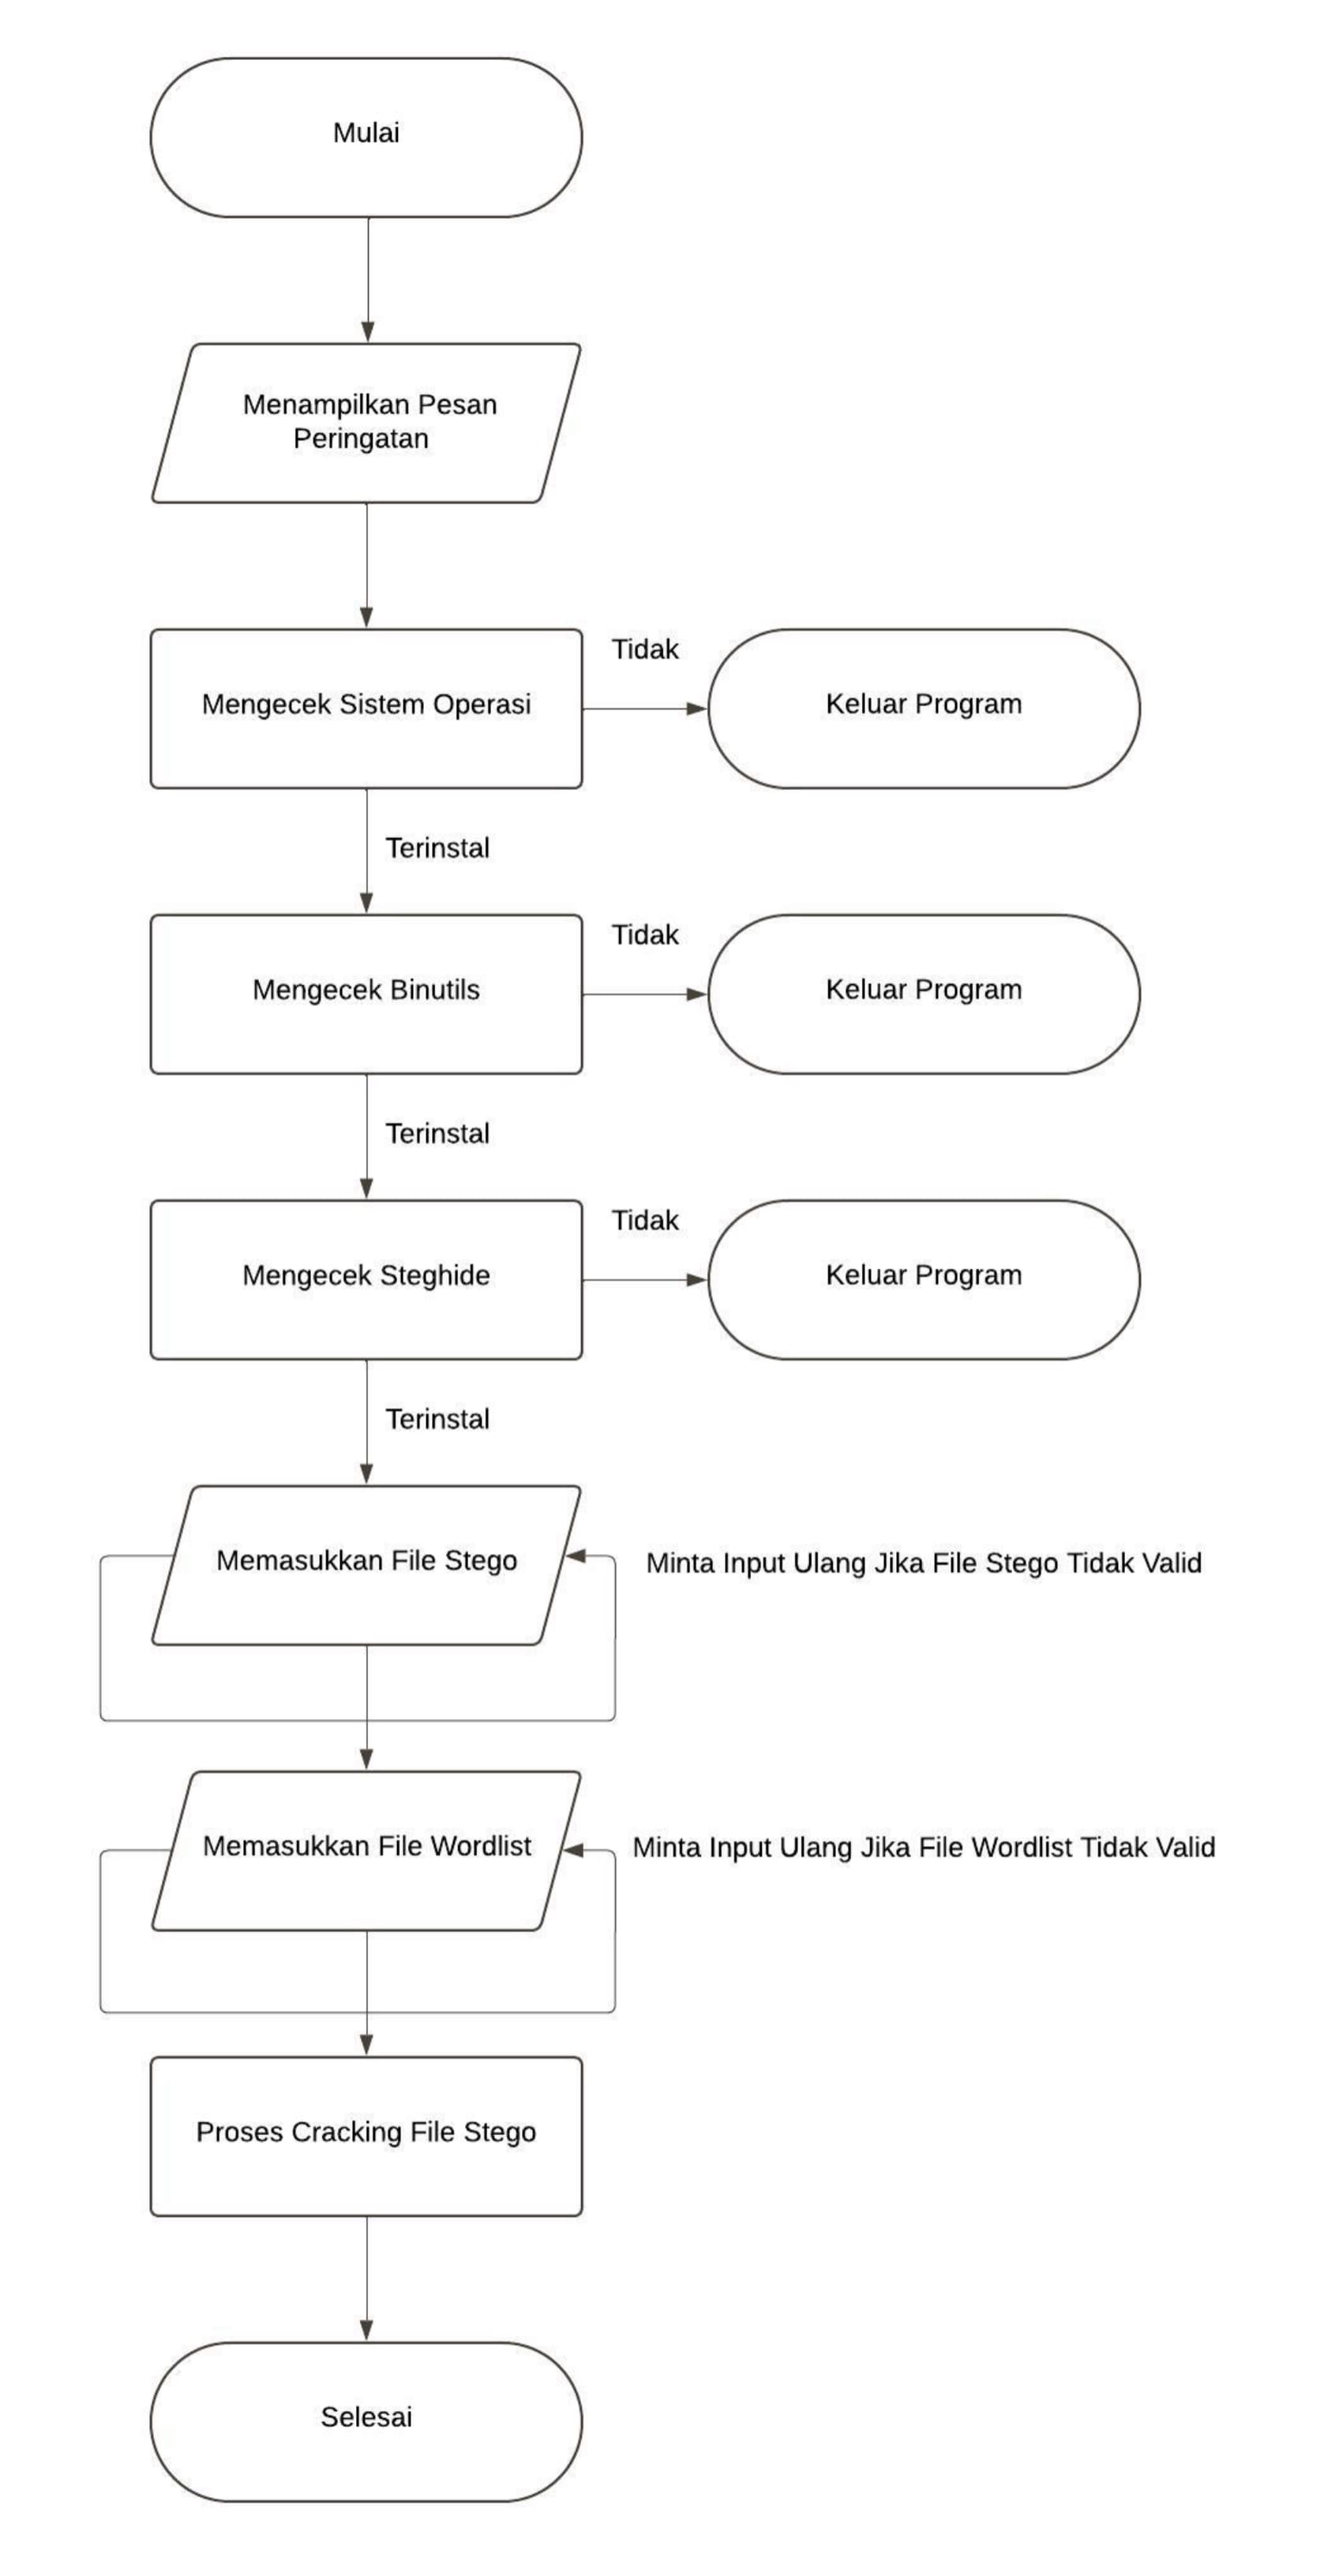 Mulai
Menampilkan Pesan
Peringatan
Mengecek Sistem Operasi
Tidak
Keluar Program
Terinstal
Mengecek Binutils
Tidak
Keluar Program
Terinstal
Mengecek Steghide
Tidak
Keluar Program
Terinstal
Memasukkan File Stego
Minta Input Ulang Jika File Stego Tidak Valid
Memasukkan File Wordlist
Minta Input Ulang Jika File Wordlist Tidak Valid
Proses Cracking File Stego
Selesai